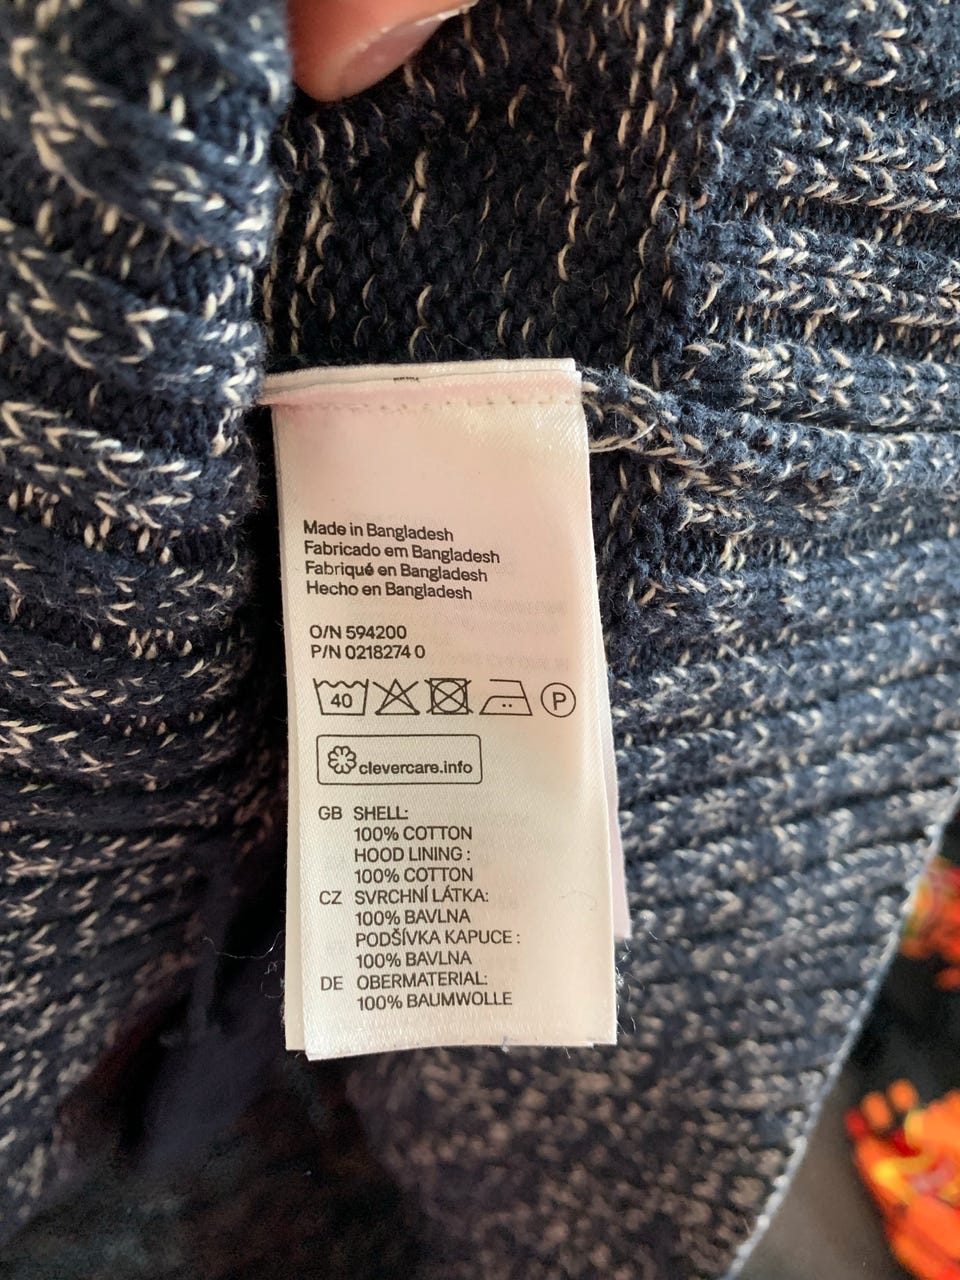 Made in Bangladesh
Fabricado em Bangladesh
Fabriqué en Bangladesh
Hecho en Bangladesh
O/N 594200
P/N 0218274 0
40 P
clevercare.info
GB SHELL:
100% COTTON
HOOD LINING :
100% COTTON
CZ SVRCHNÍ LÁTKA:
100% BAVLNA
PODŠÍVKA KAPUCE :
100% BAVLNA
DE OBERMATERIAL:
100% BAUMWOLLE